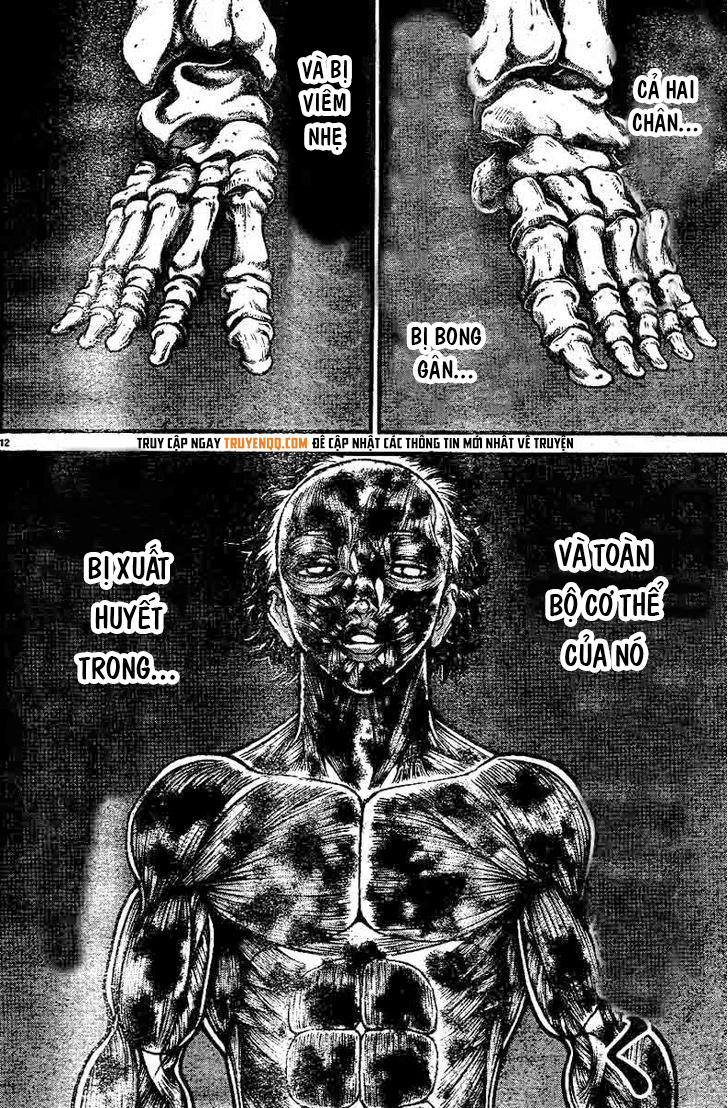 CẢ HAI
CHÂN...
BỊ BONG
GÂN...
VÀ BỊ
VIÊM
NHẸ
12
TRUY CẬP NGAY TRUYENQQ.COM ĐỂ CẬP NHẬT CÁC THÔNG TIN MỚI NHẤT VỀ TRUYỆN
VÀ TOÀN
BỘ CƠ THỂ
CỦA NÓ
BỊ XUẤT
HUYẾT
TRONG...